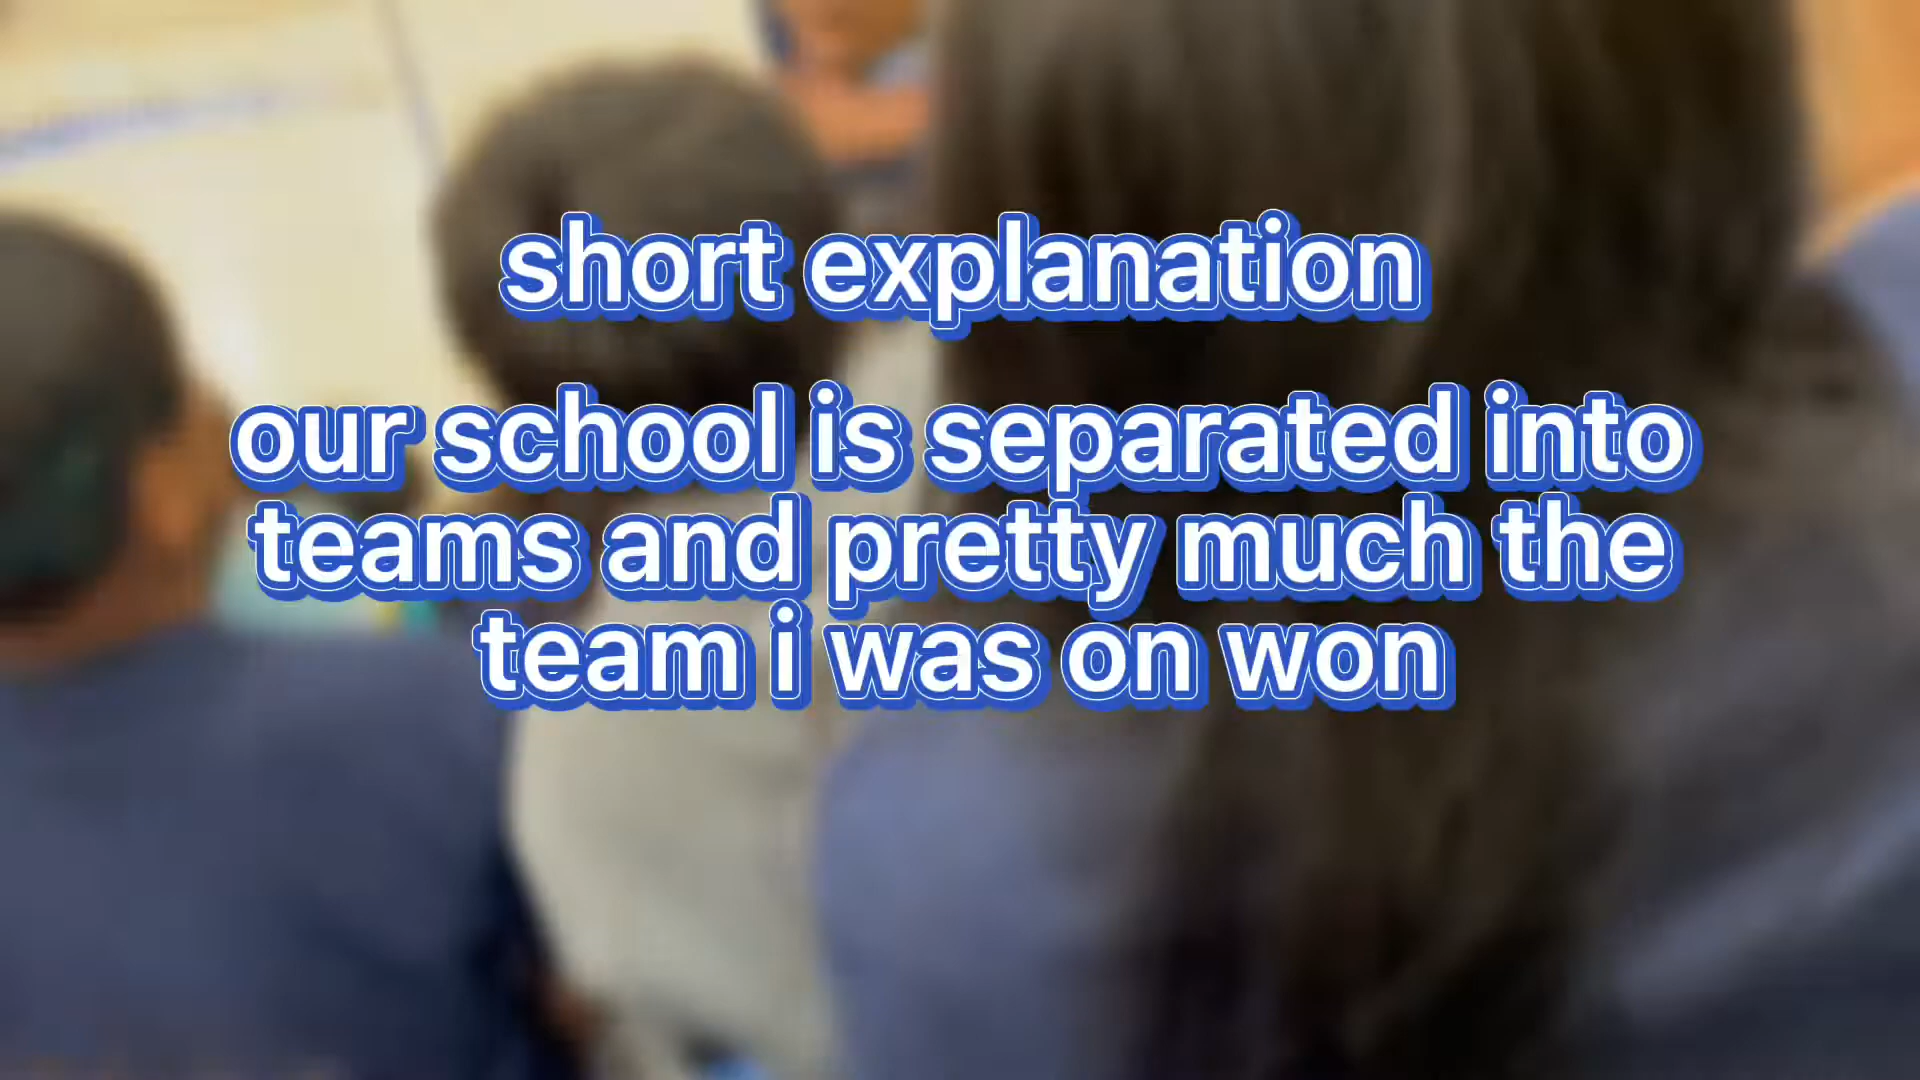 short explanation
our school is separated into
teams and pretty much the
team i was on won